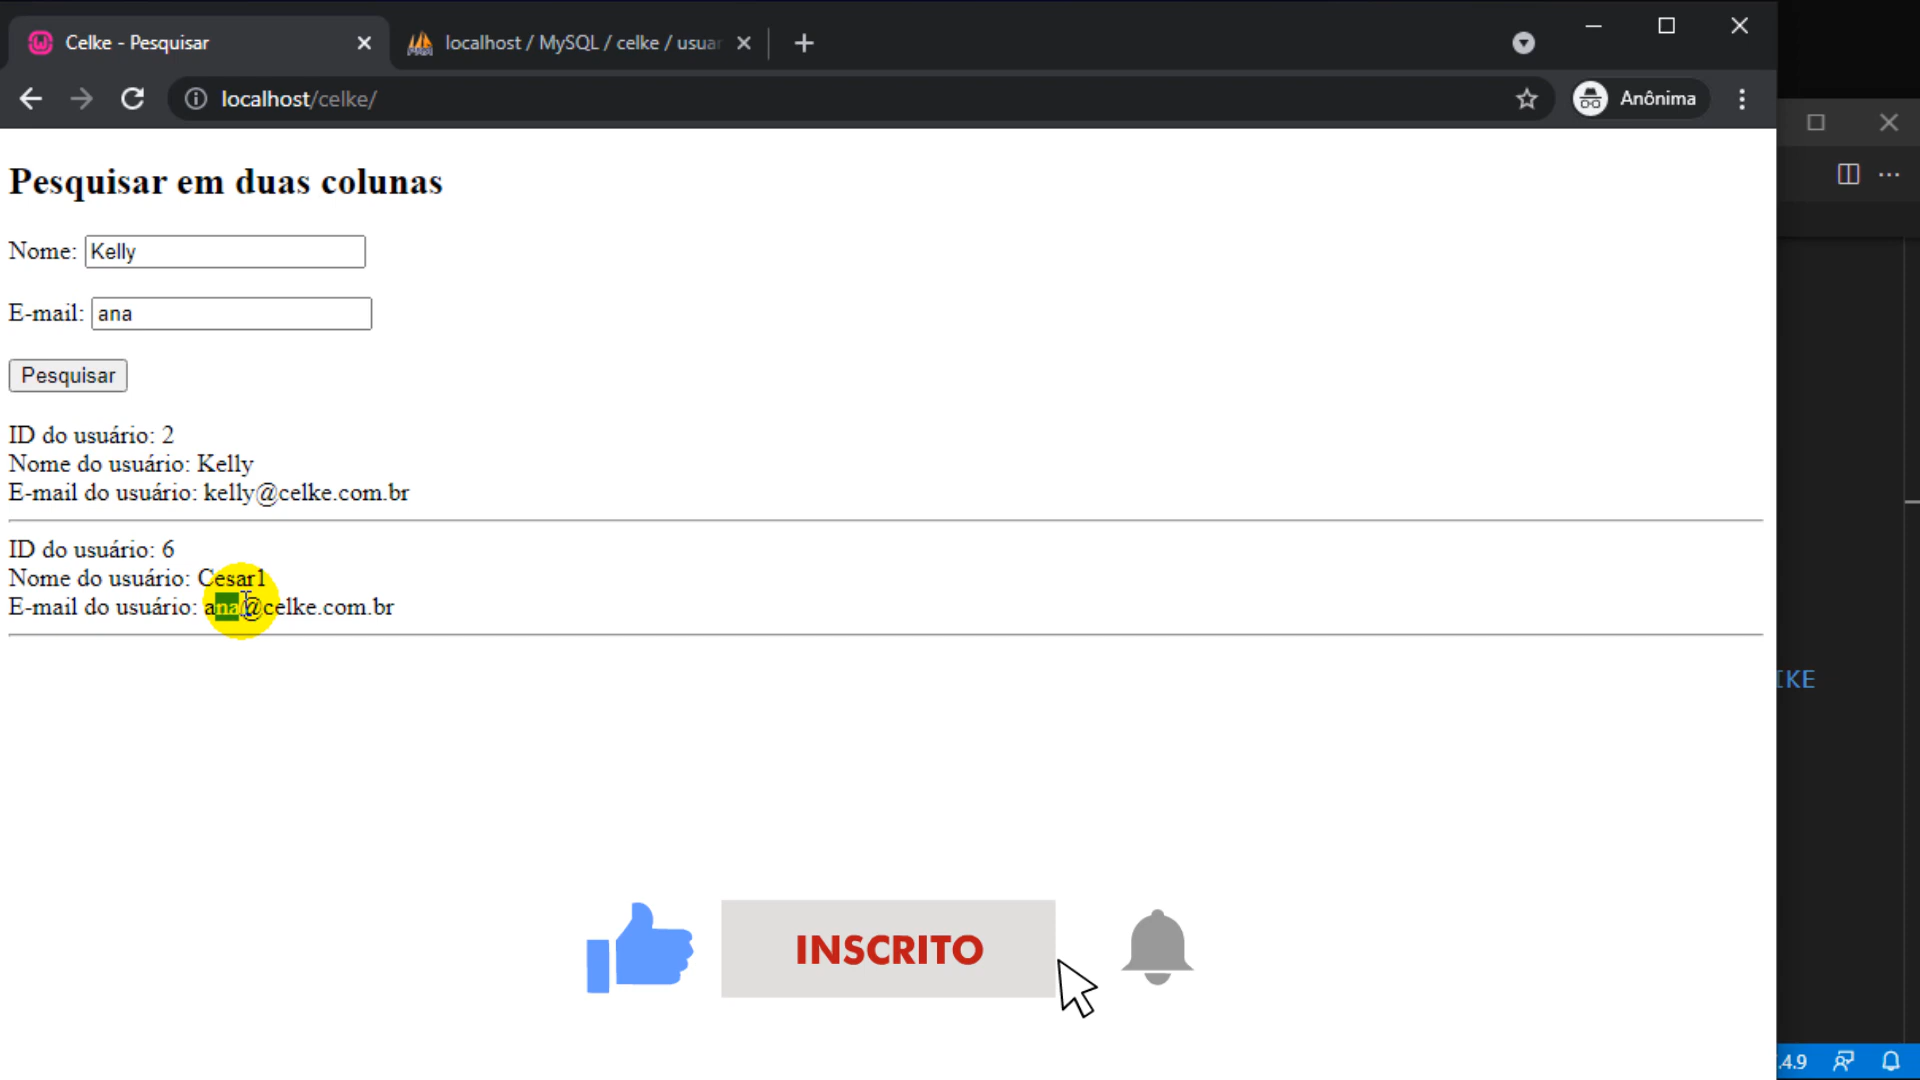 Celke - Pesquisar
localhost / MySQL / celke / usuar
localhost/celke/
Anônima
Pesquisar em duas colunas
Nome: Kelly
E-mail: ana
Pesquisar
ID do usuário: 2
Nome do usuário: Kelly
E-mail do usuário: kelly@celke.com.br
ID do usuário: 6
Nome do usuário: Cesar1
E-mail do usuário: ana@celke.com.br
IKE
INSCRITO
.4.9